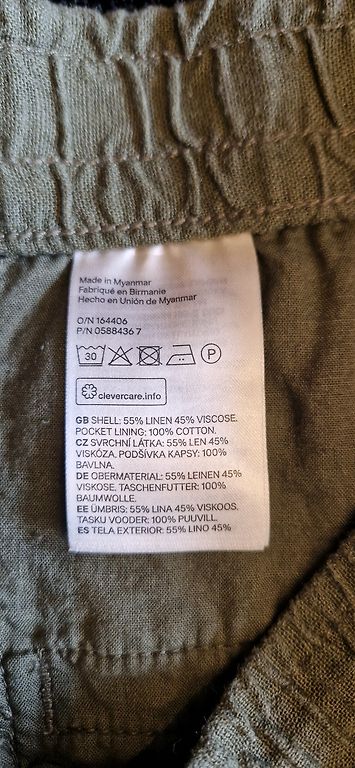 Made in Myanmar
Fabriqué en Birmanie
Hecho en Unión de Myanmar
O/N 164406
P/N 0588436 7
30 P
clevercare.info
GB SHELL: 55% LINEN 45% VISCOSE.
POCKET LINING: 100% COTTON.
CZ SVRCHNÍ LÁTKA: 55% LEN 45%
VISKÓZA. PODŠÍVKA KAPSY: 100%
BAVLNA.
DE OBERMATERIAL: 55% LEINEN 45%
VISKOSE. TASCHENFUTTER: 100%
BAUMWOLLE.
EE ÜMBRIS: 55% LINA 45% VISKOOS.
TASKU VOODER: 100% PUUVILL.
ES TELA EXTERIOR: 55% LINO 45%